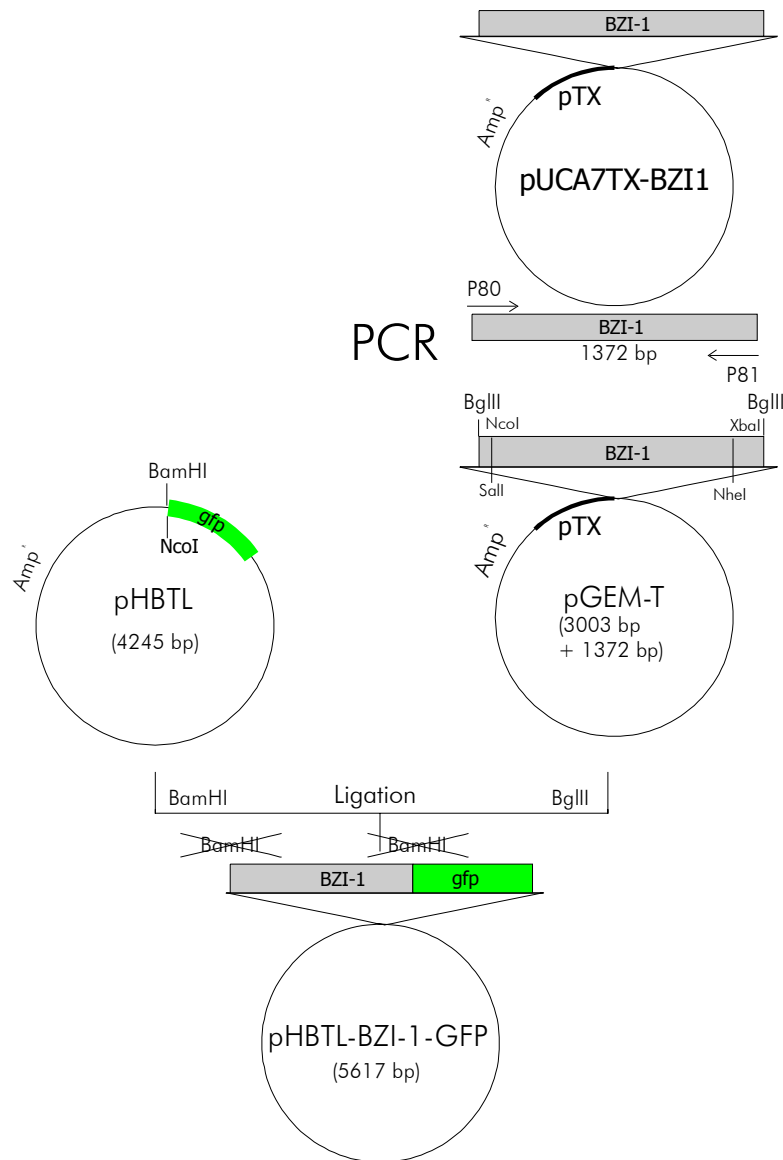 BZI-1
pTX
Amp
pUCA7TX-BZI1
P80
PCR
BZI-1
1372 bp
P81
BglII
BglII
NcoI
XbaI
BZI-1
SalI
NheI
BamHI
gfp
NcoI
Amp
pHBTL
(4245 bp)
pTX
Amp
pGEM-T
(3003 bp
+ 1372 bp)
BamHI
Ligation
BglII
BamHI
BamHI
BZI-1
gfp
pHBTL-BZI-1-GFP
(5617 bp)